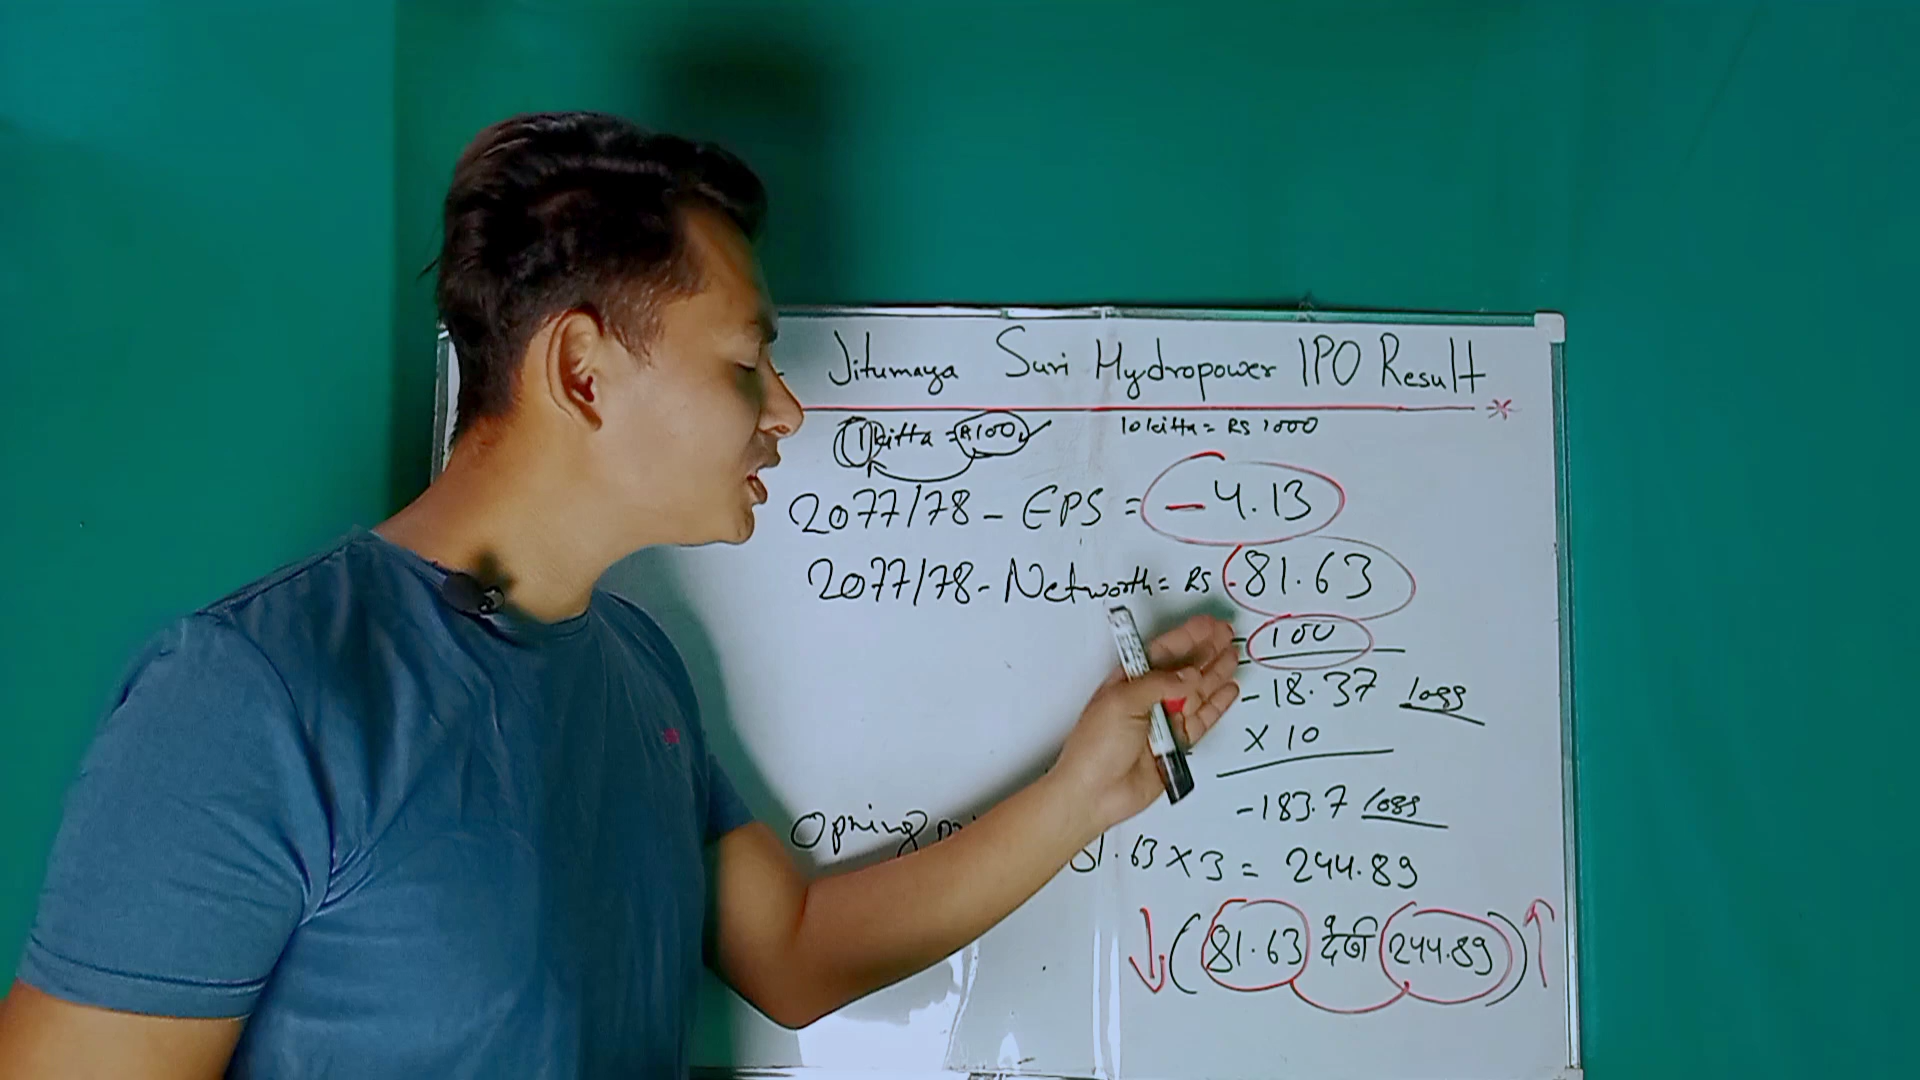 Jitumaya Suri Hydropower IPO Result
1 kitta = Rs 100 10 kitta = Rs 1000
2077/78 - EPS = -4.13
2077/78 - Networth = Rs 81.63
- 100
-18.37 loss
X 10
-183.7 loss
Opning
81.63 X 3 = 244.89
(81.63 देखी 244.89)